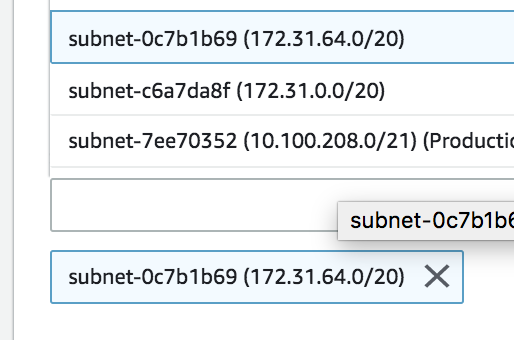 subnet-0c7b1b69 (172.31.64.0/20)
subnet-c6a7da8f (172.31.0.0/20)
subnet-7ee70352 (10.100.208.0/21) (Productio
subnet-0c7b1b6
subnet-0c7b1b69 (172.31.64.0/20)